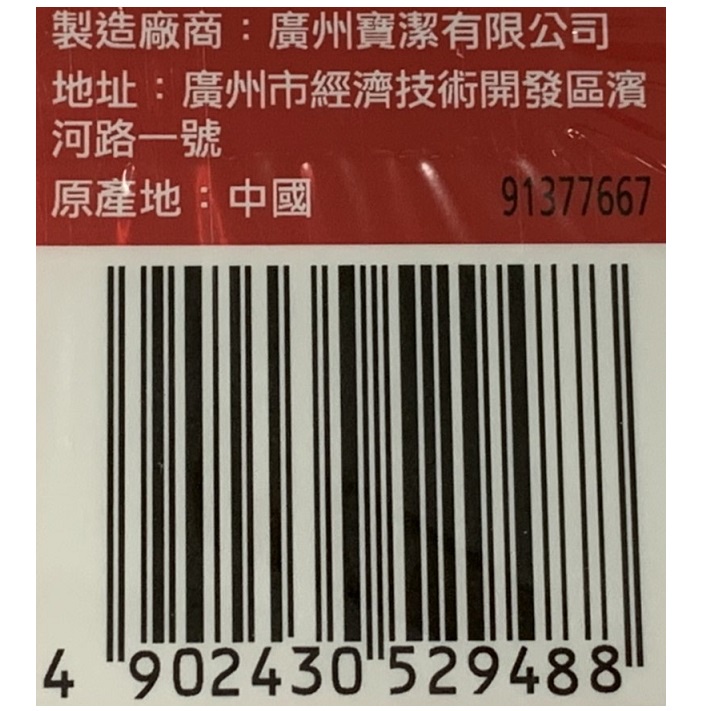 製造廠商：廣州寶潔有限公司
地址：廣州市經濟技術開發區濱
河路一號
原產地：中國 91377667
4 902430 529488